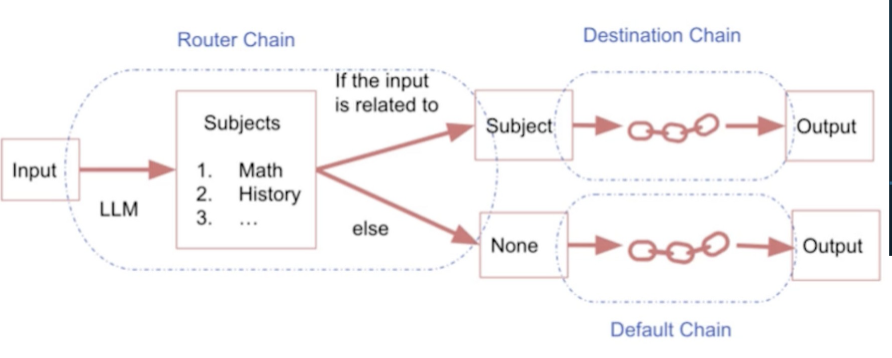 Router Chain
Destination Chain
If the input
is related to
Subjects
Subject
Output
Input
1. Math
2. History
3. ...
LLM
else
None
Output
Default Chain